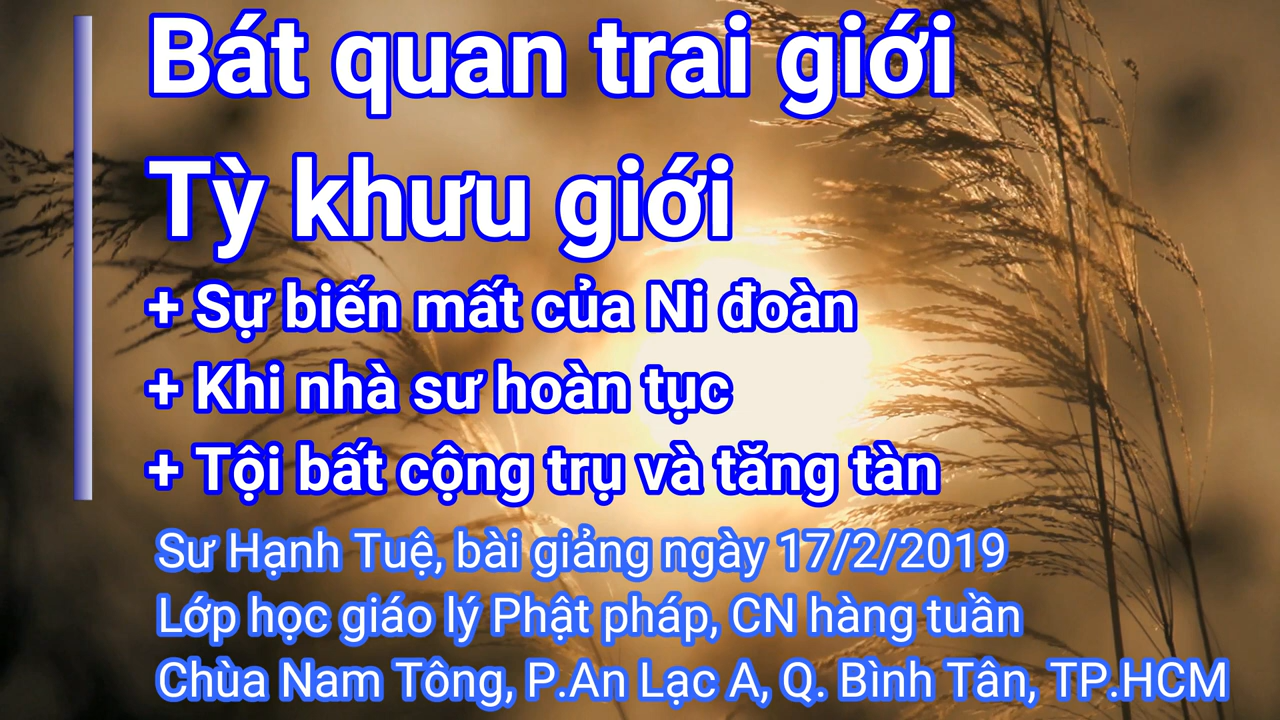 Bát quan trai giới
Tỳ khưu giới
+ Sự biến mất của Ni đoàn
+ Khi nhà sư hoàn tục
+ Tội bất cộng trụ và tăng tàn
Sư Hạnh Tuệ, bài giảng ngày 17/2/2019
Lớp học giáo lý Phật pháp, CN hàng tuần
Chùa Nam Tông, P.An Lạc A, Q. Bình Tân, TP.HCM